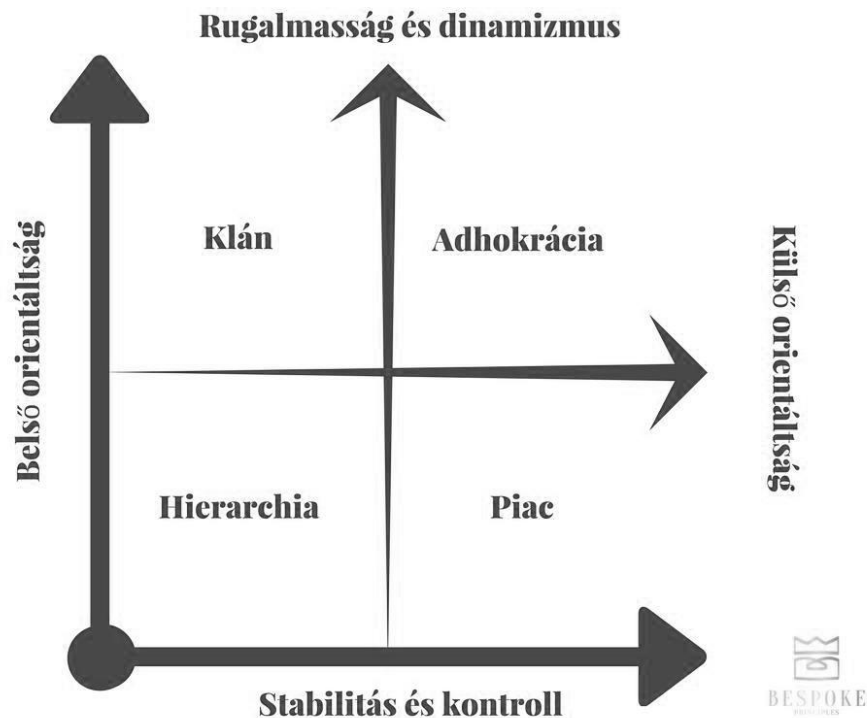 Rugalmasság és dinamizmus
Belső orientáltság
Klán
Adhokrácia
Külső orientáltság
Hierarchia
Piac
Stabilitás és kontroll
BESPOKE